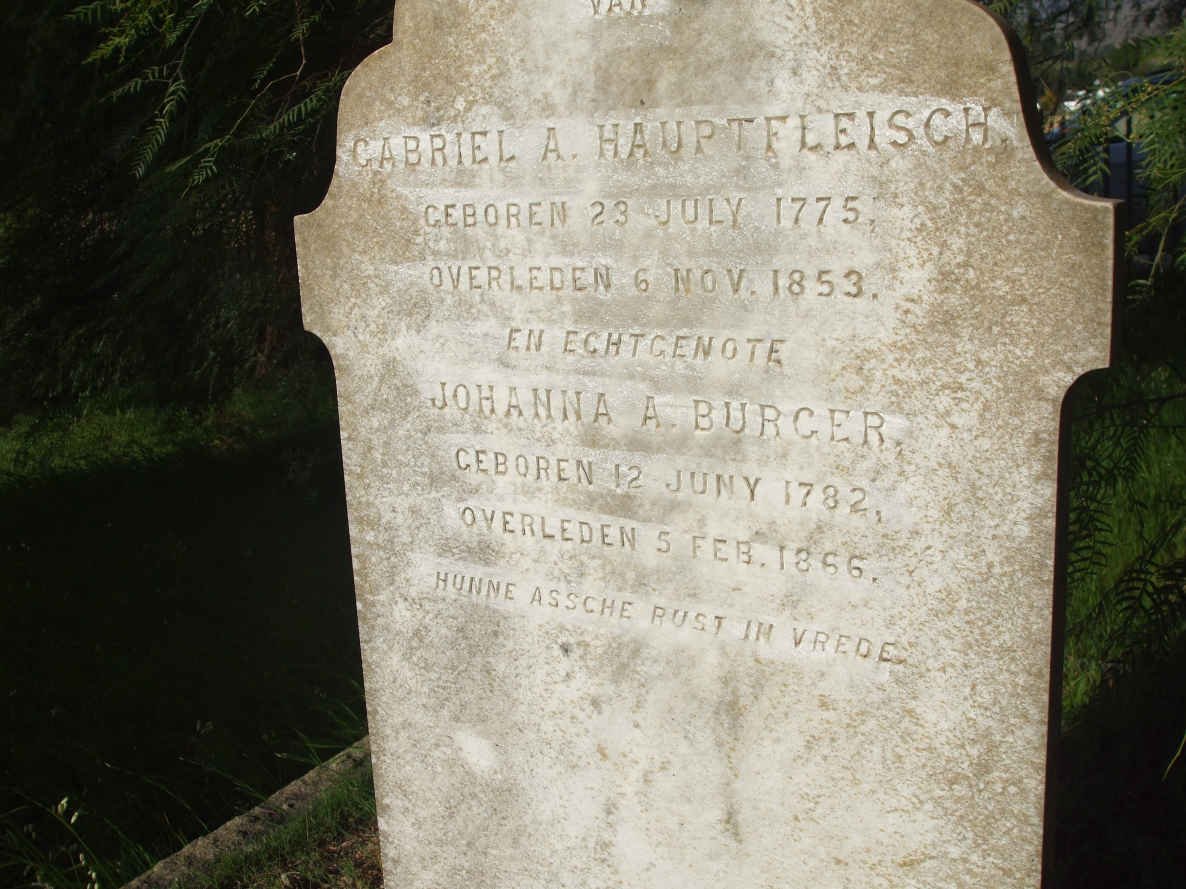 VAN
GABRIEL A. HAUPTFLEISCH.
GEBOREN 23 JULY 1775,
OVERLEDEN 6 NOV. 1853.
EN ECHTGENOTE
JOHANNA A. BURGER,
GEBOREN 12 JUNY 1782,
OVERLEDEN 5 FEB. 1866.
HUNNE ASSCHE RUST IN VREDE.